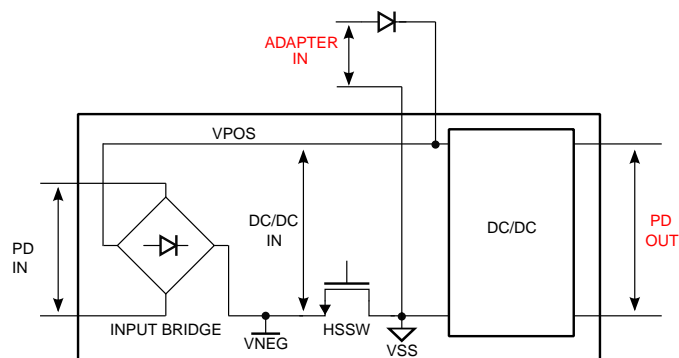 ADAPTER
IN
VPOS
PD
IN
DC/DC
IN
DC/DC
PD
OUT
INPUT BRIDGE
VNEG
HSSW
VSS